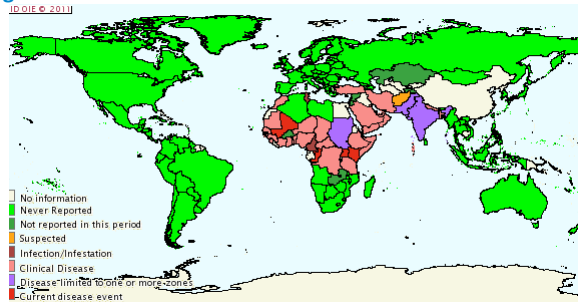 ID OIE © 2011
No information
Never Reported
Not reported in this period
Suspected
Infection/Infestation
Clinical Disease
Disease limited to one or more zones
Current disease event